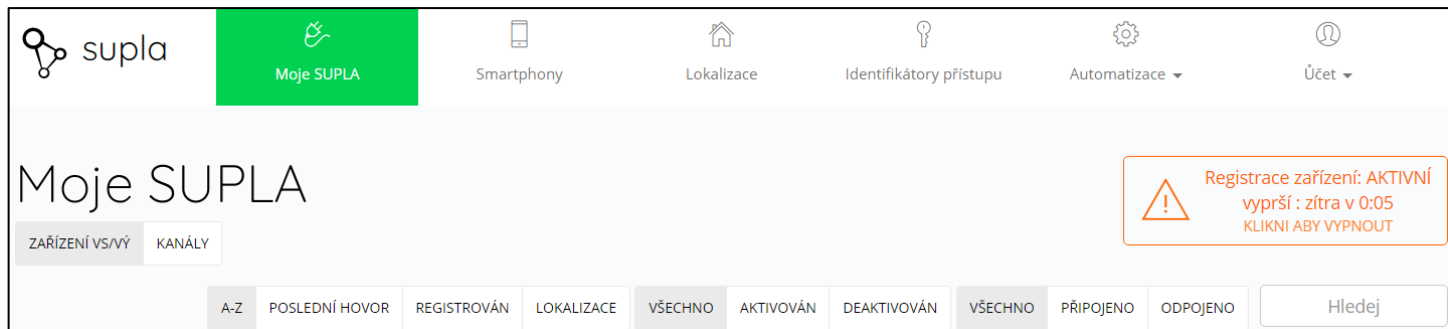 supla
Moje SUPLA
Smartphony
Lokalizace
Identifikátory přístupu
Automatizace
Účet
Moje SUPLA
Registrace zařízení: AKTIVNÍ
vyprší : zítra v 0:05
KLIKNI ABY VYPNOUT
ZAŘÍZENÍ VS/VÝ KANÁLY
A-Z POSLEDNÍ HOVOR REGISTROVÁN LOKALIZACE VŠECHNO AKTIVOVÁN DEAKTIVOVÁN VŠECHNO PŘIPOJENO ODPOJENO Hledej